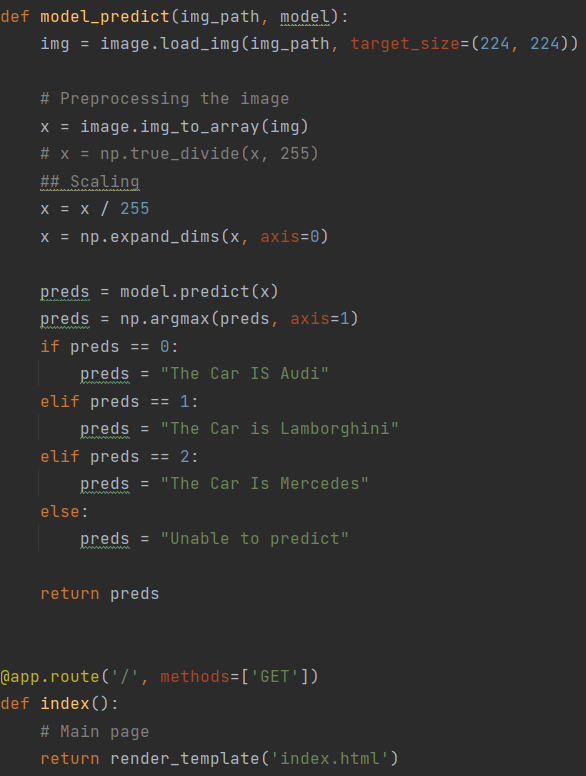 def model_predict(img_path, model):
    img = image.load_img(img_path, target_size=(224, 224))

    # Preprocessing the image
    x = image.img_to_array(img)
    # x = np.true_divide(x, 255)
    ## Scaling
    x = x / 255
    x = np.expand_dims(x, axis=0)

    preds = model.predict(x)
    preds = np.argmax(preds, axis=1)
    if preds == 0:
        preds = "The Car IS Audi"
    elif preds == 1:
        preds = "The Car is Lamborghini"
    elif preds == 2:
        preds = "The Car Is Mercedes"
    else:
        preds = "Unable to predict"

    return preds


@app.route('/', methods=['GET'])
def index():
    # Main page
    return render_template('index.html')